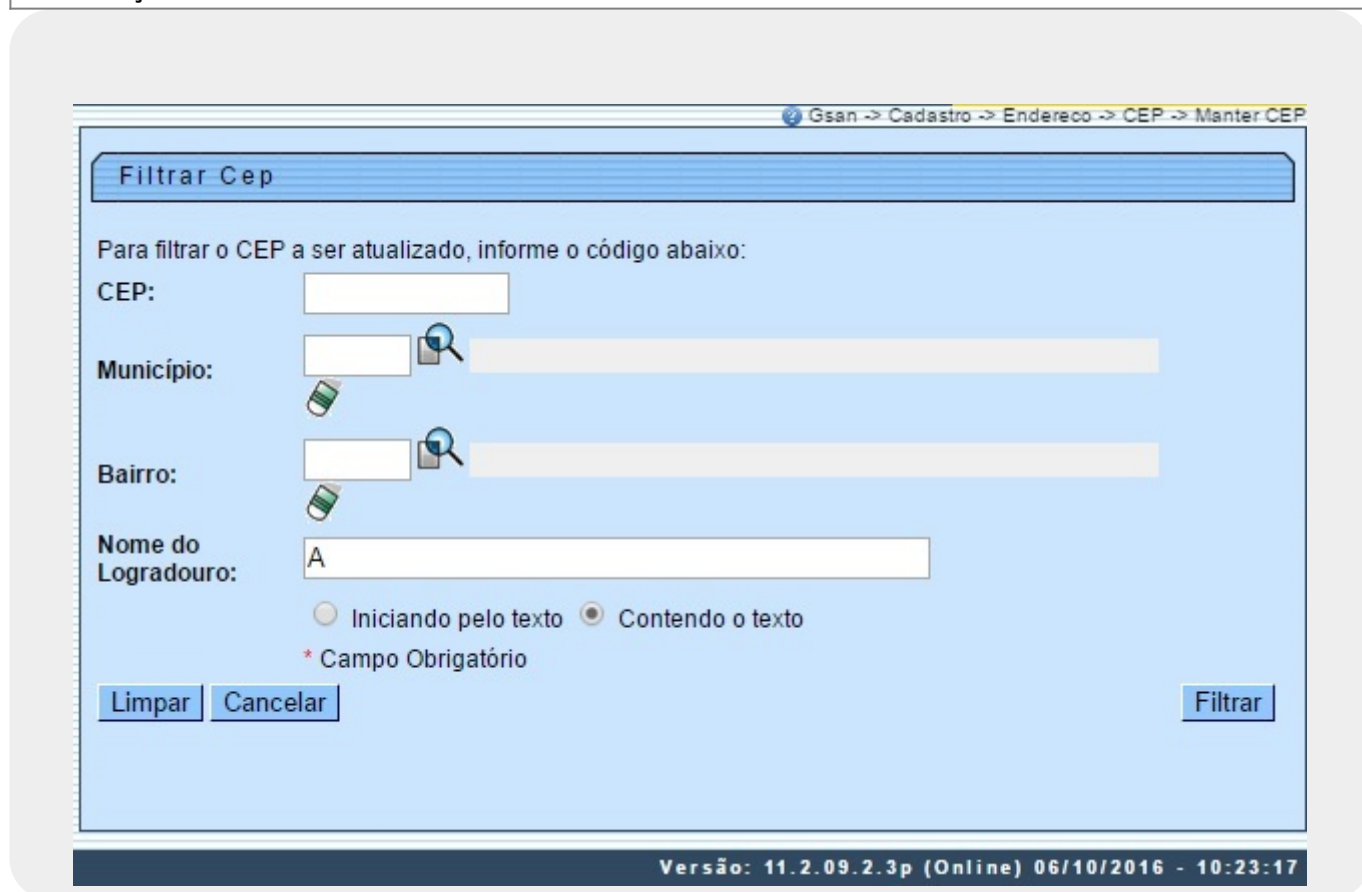 Gsan -> Cadastro -> Endereco -> CEP -> Manter CEP
Filtrar Cep
Para filtrar o CEP a ser atualizado, informe o código abaixo:
CEP:
Município:
Bairro:
Nome do
Logradouro:
A
Iniciando pelo texto Contendo o texto
* Campo Obrigatório
Limpar Cancelar Filtrar
Versão: 11.2.09.2.3p (Online) 06/10/2016 - 10:23:17